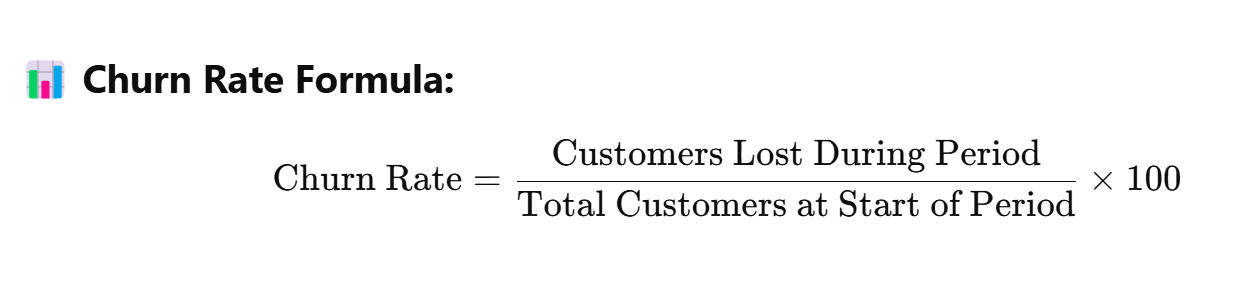 📊 Churn Rate Formula:
Churn Rate = Customers Lost During Period / Total Customers at Start of Period × 100